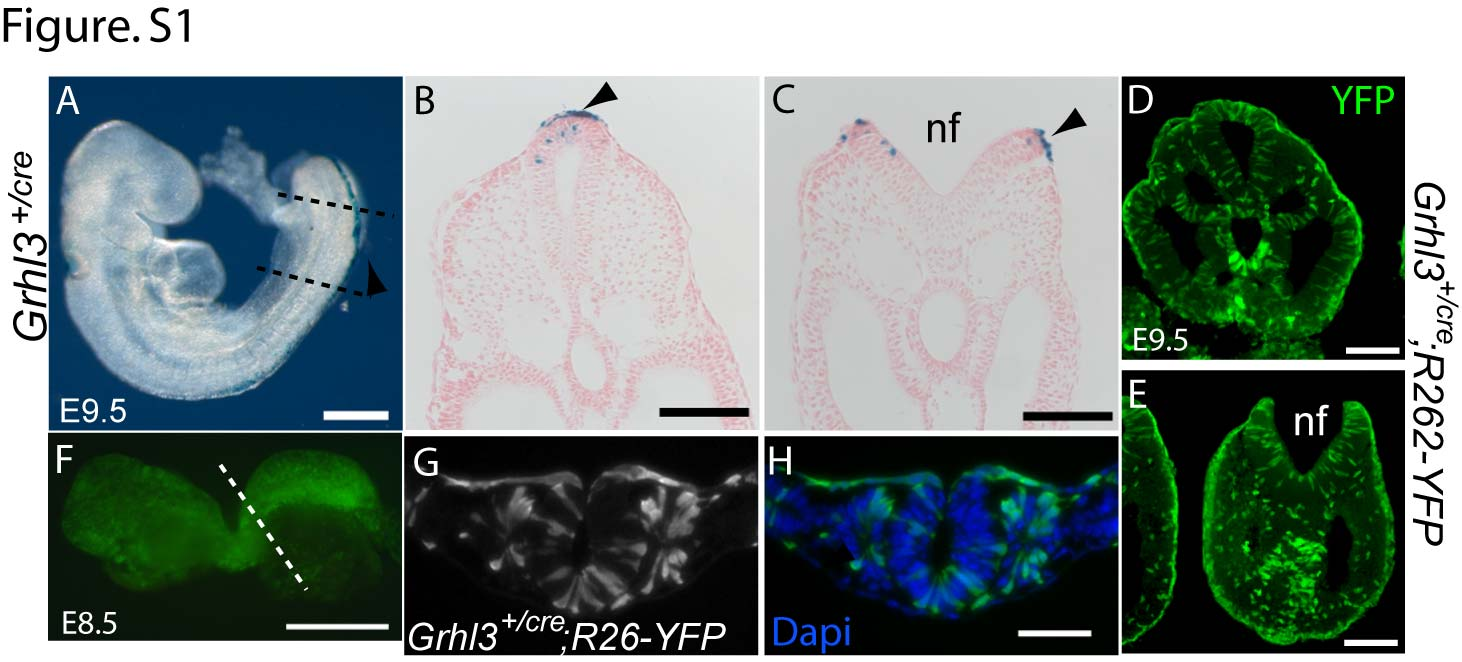 Figure. S1
Grhl3 +/cre
A
E9.5
B
C
nf
D
YFP
E9.5
Grhl3 +/cre;R262-YFP
E
nf
F
E8.5
G
Grhl3 +/cre;R26-YFP
H
Dapi